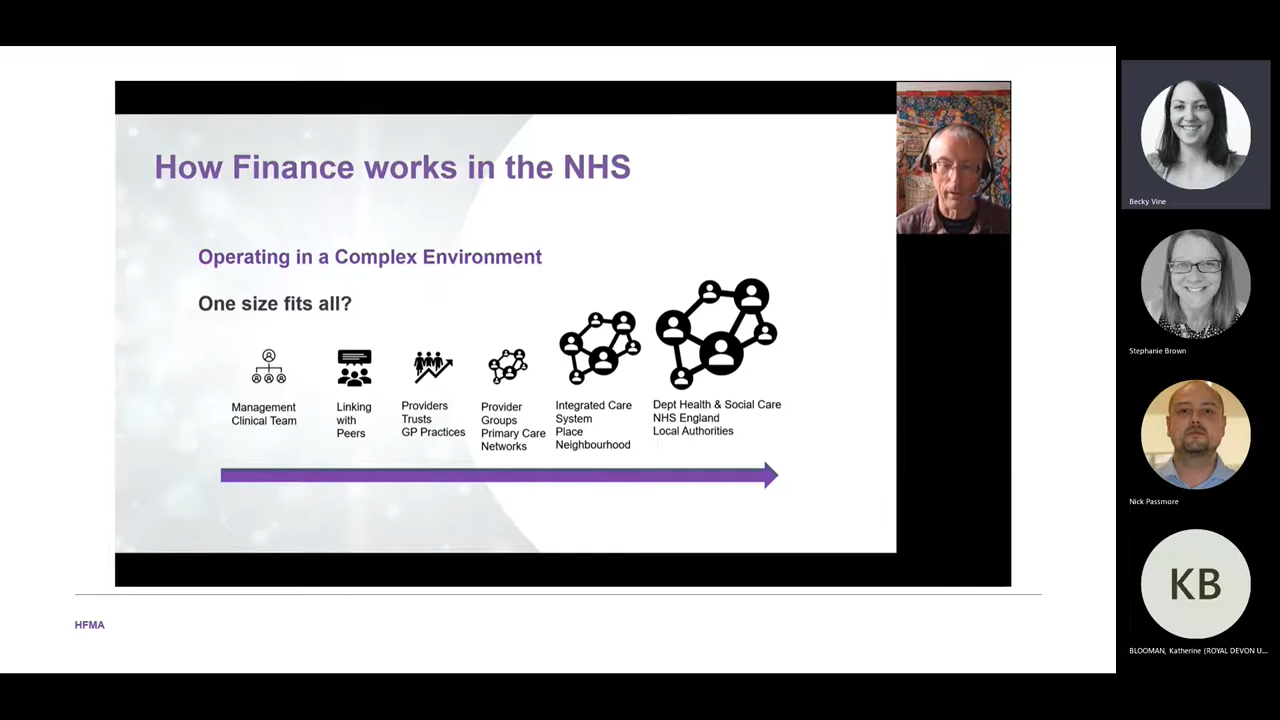 How Finance works in the NHS
Operating in a Complex Environment
One size fits all?
Management
Clinical Team
Linking
with
Peers
Providers
Trusts
GP Practices
Provider
Groups
Primary Care
Networks
Integrated Care
System
Place
Neighbourhood
Dept Health & Social Care
NHS England
Local Authorities
HFMA
Becky Vine
Stephanie Brown
Nick Passmore
KB
BLOOMAN, Katherine (ROYAL DEVON U...